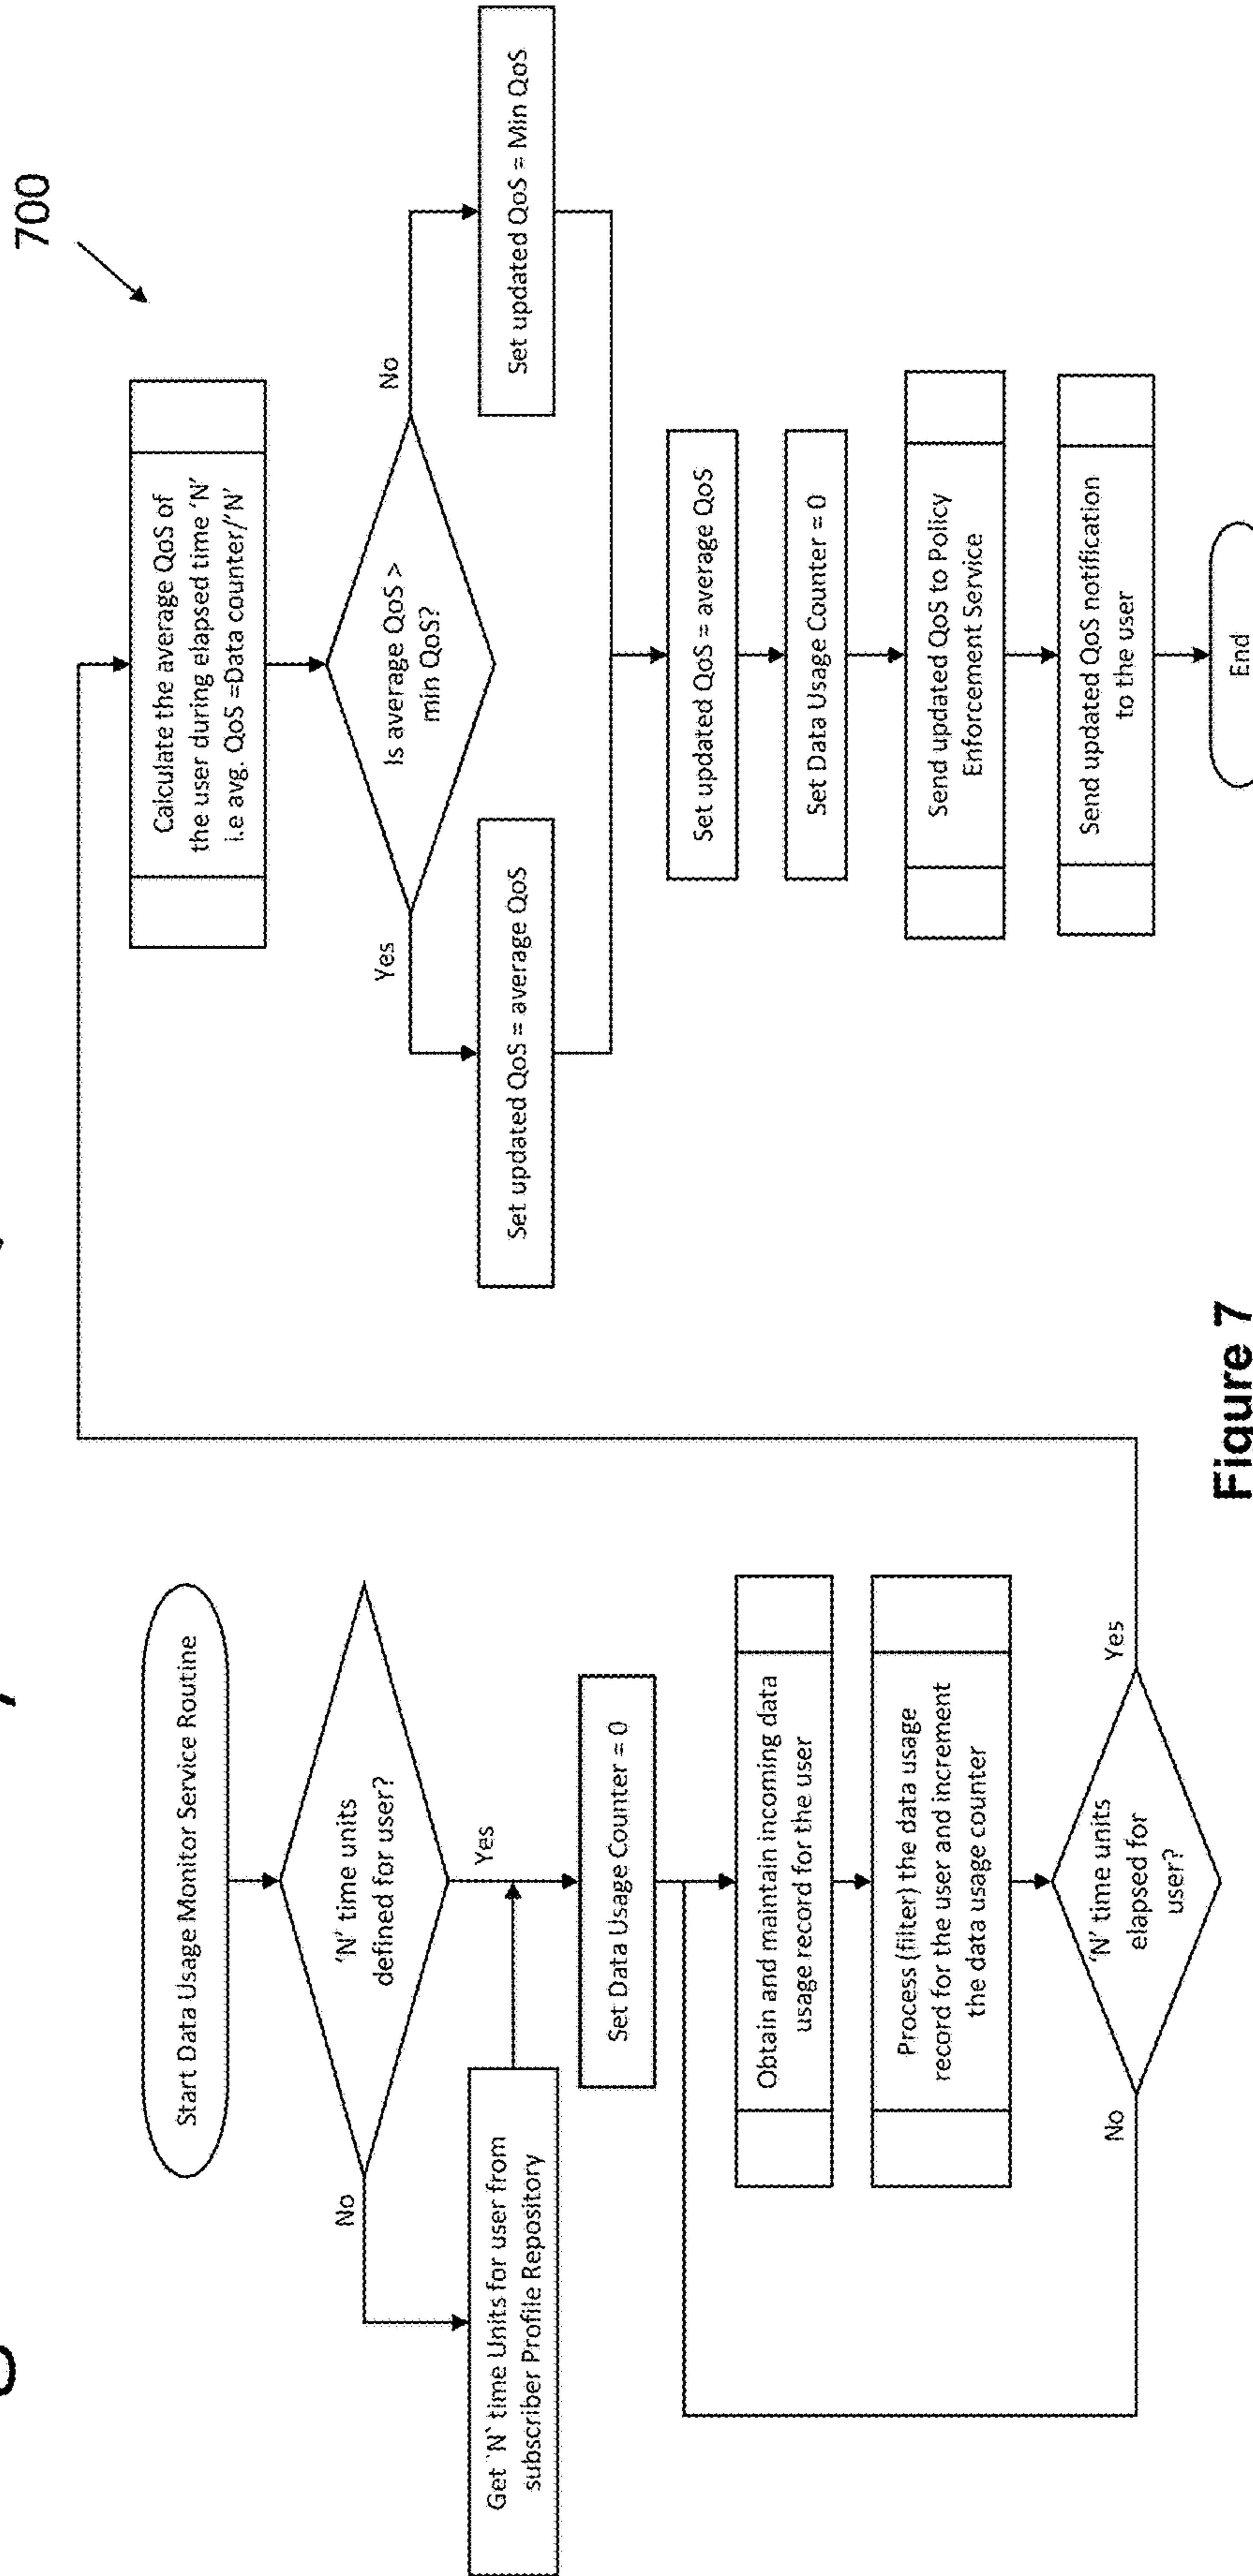 Start Data Usage Monitor Service Routine
'N' time units
defined for user?
No
Yes
Get `N` time Units for user from
subscriber Profile Repository
Set Data Usage Counter = 0
Obtain and maintain incoming data
usage record for the user
Process (filter) the data usage
record for the user and increment
the data usage counter
'N' time units
elapsed for
user?
No
Yes
700
Calculate the average QoS of
the user during elapsed time 'N'
i.e avg. QoS =Data counter/'N'
Is average QoS >
min QoS?
Yes
No
Set updated QoS = average QoS
Set updated QoS = Min QoS
Set updated QoS = average QoS
Set Data Usage Counter = 0
Send updated QoS to Policy
Enforcement Service
Send updated QoS notification
to the user
End
Figure 7